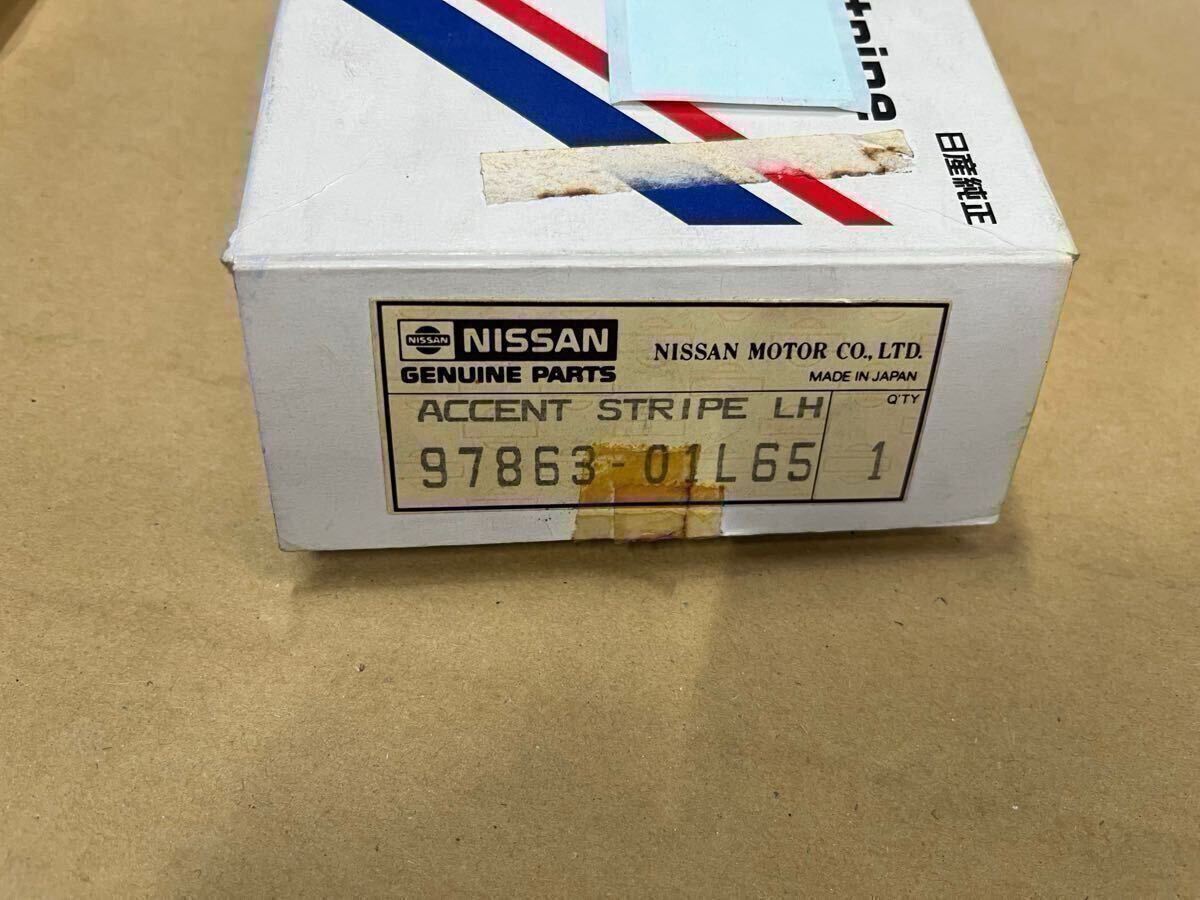 日産純正
NISSAN
NISSAN
GENUINE PARTS
NISSAN MOTOR CO., LTD.
MADE IN JAPAN
ACCENT STRIPE LH
Q'TY
97863-01L65
1